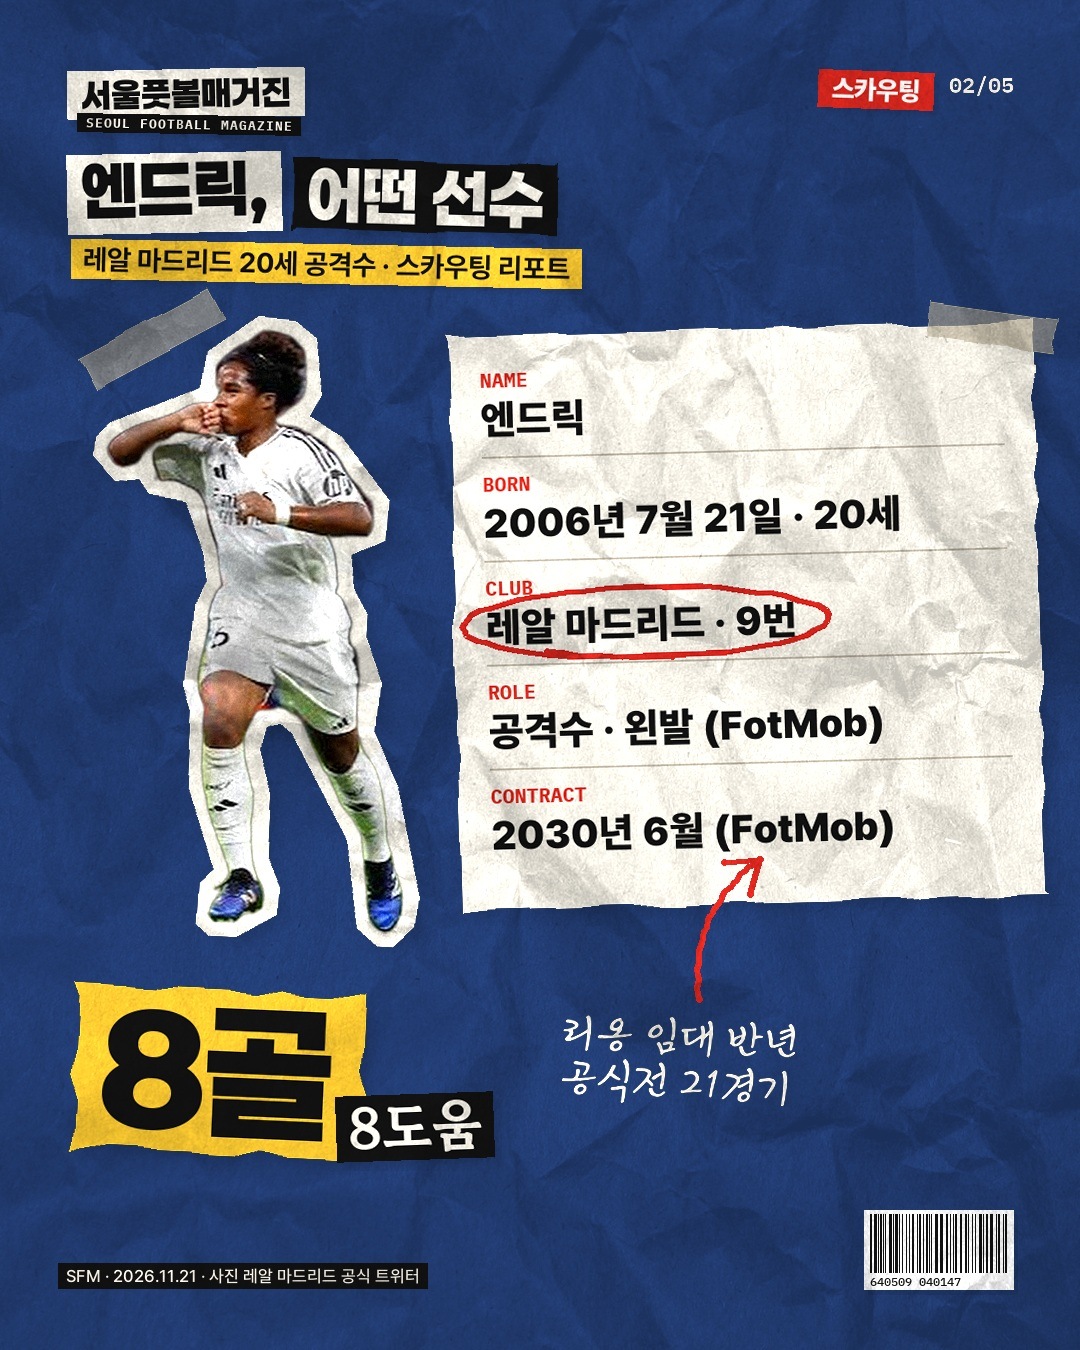 서울풋볼매거진
SEOUL FOOTBALL MAGAZINE
스카우팅 02/05
엔드릭, 어떤 선수
레알 마드리드 20세 공격수 · 스카우팅 리포트
NAME
엔드릭
BORN
2006년 7월 21일 · 20세
CLUB
레알 마드리드 · 9번
ROLE
공격수 · 왼발 (FotMob)
CONTRACT
2030년 6월 (FotMob)
리옹 임대 반년
공식전 21경기
8골
8도움
SFM · 2026.11.21 · 사진 레알 마드리드 공식 트위터
640509 040147